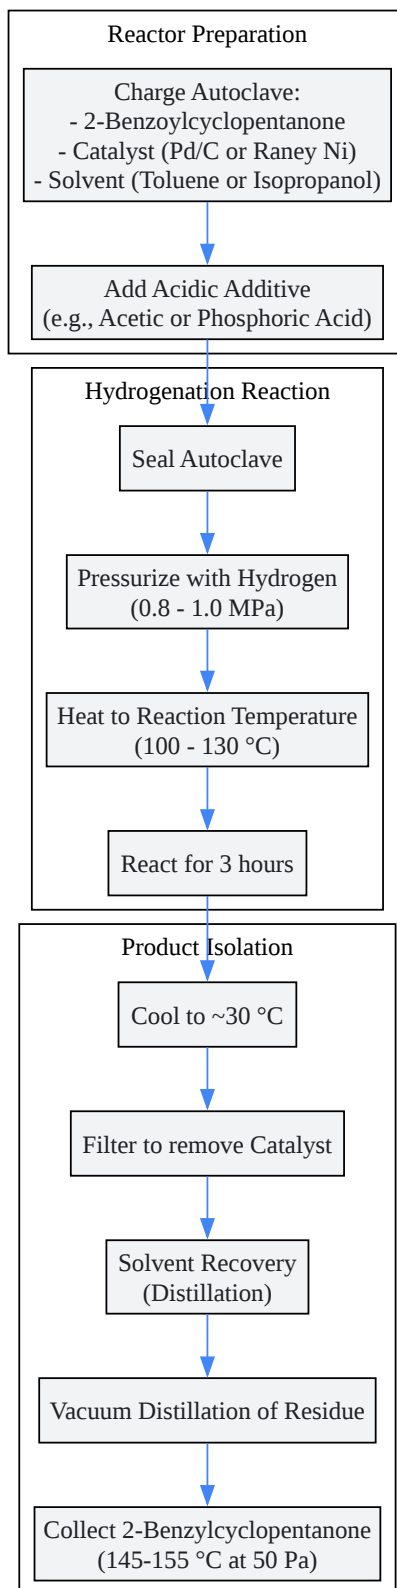 Reactor Preparation
Charge Autoclave:
- 2-Benzoylcyclopentanone
- Catalyst (Pd/C or Raney Ni)
- Solvent (Toluene or Isopropanol)
Add Acidic Additive
(e.g., Acetic or Phosphoric Acid)
Hydrogenation Reaction
Seal Autoclave
Pressurize with Hydrogen
(0.8 - 1.0 MPa)
Heat to Reaction Temperature
(100 - 130 °C)
React for 3 hours
Product Isolation
Cool to ~30 °C
Filter to remove Catalyst
Solvent Recovery
(Distillation)
Vacuum Distillation of Residue
Collect 2-Benzylcyclopentanone
(145-155 °C at 50 Pa)